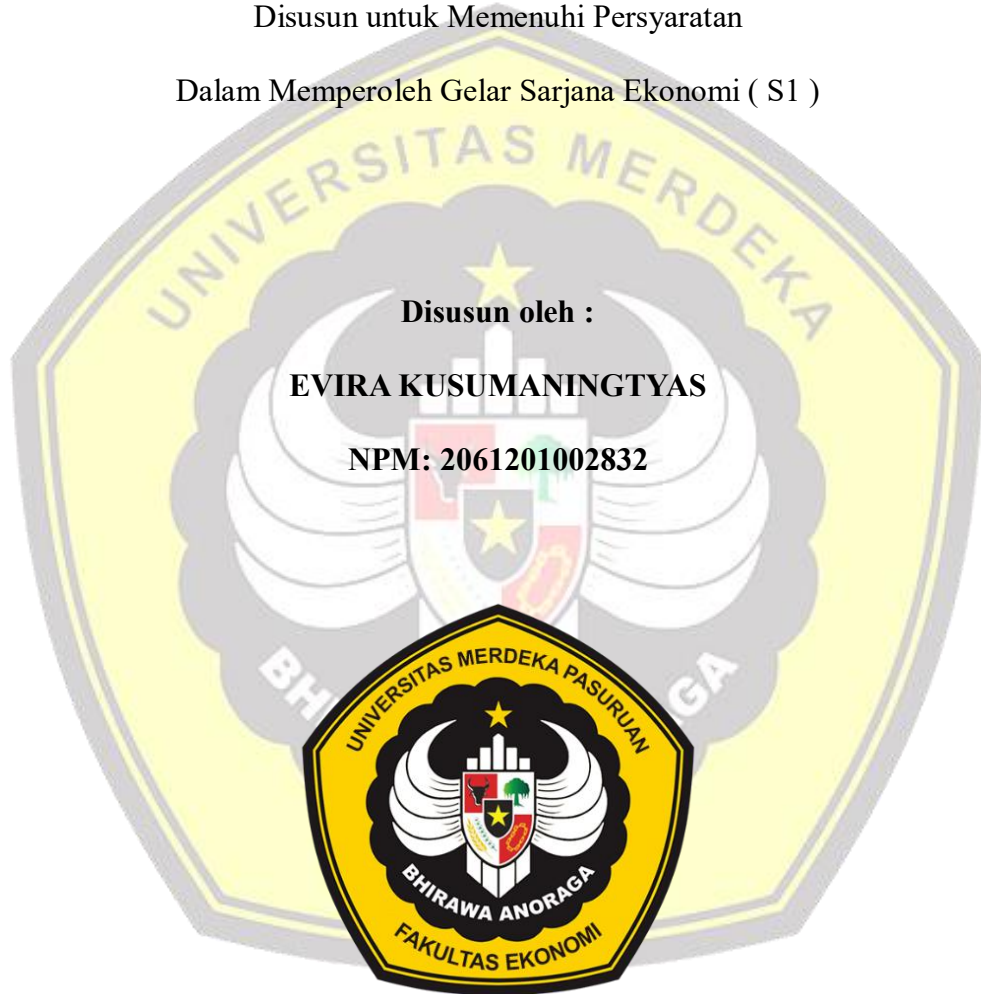 Disusun untuk Memenuhi Persyaratan
Dalam Memperoleh Gelar Sarjana Ekonomi ( S1 )
UNIVERSITAS MERDEKA
Disusun oleh :
EVIRA KUSUMANINGTYAS
NPM: 2061201002832
UNIVERSITAS MERDEKA PASURUAN
BHIRAWA ANORAGA
FAKULTAS EKONOMI